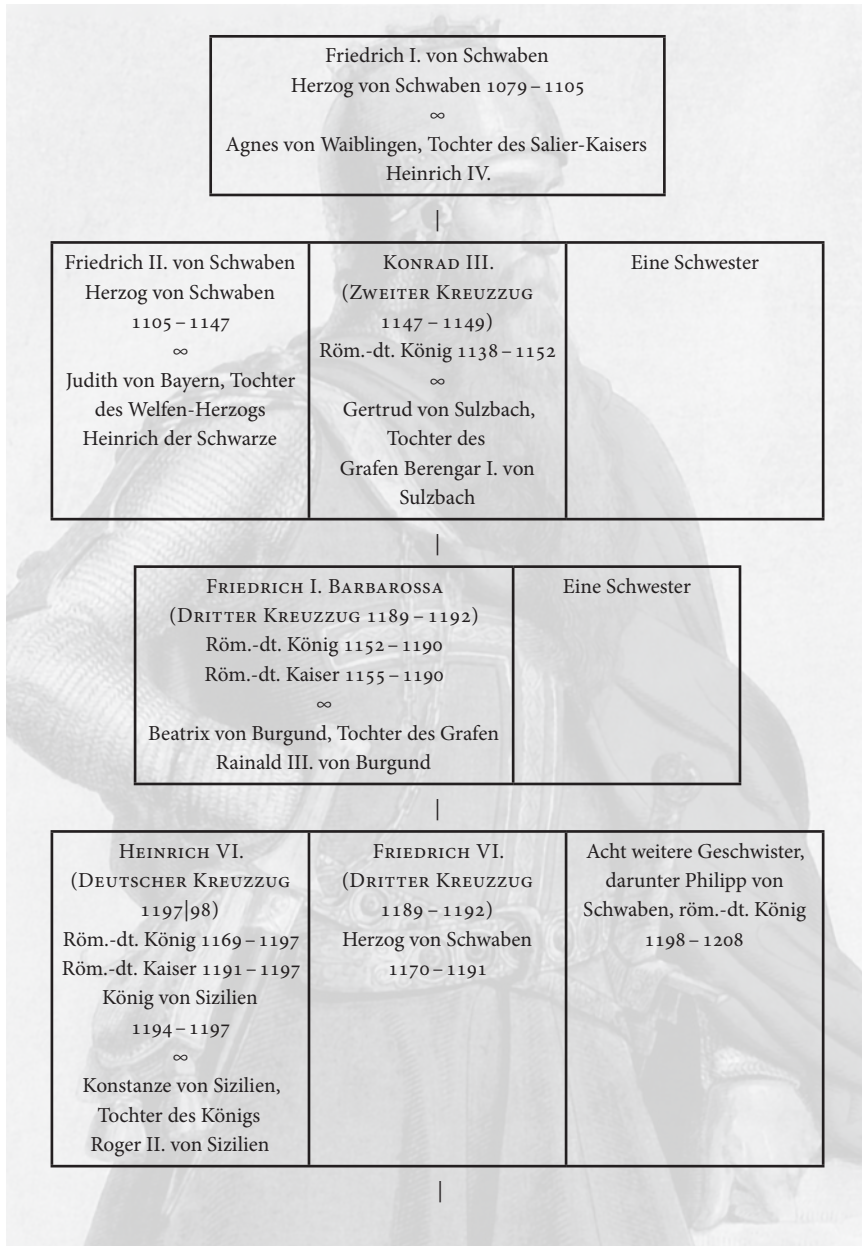 Friedrich I. von Schwaben
Herzog von Schwaben 1079 – 1105
∞
Agnes von Waiblingen, Tochter des Salier-Kaisers
Heinrich IV.
|
Friedrich II. von Schwaben
Herzog von Schwaben
1105 – 1147
∞
Judith von Bayern, Tochter
des Welfen-Herzogs
Heinrich der Schwarze
Konrad III.
(Zweiter Kreuzzug
1147 – 1149)
Röm.-dt. König 1138 – 1152
∞
Gertrud von Sulzbach,
Tochter des
Grafen Berengar I. von
Sulzbach
Eine Schwester
|
Friedrich I. Barbarossa
(Dritter Kreuzzug 1189 – 1192)
Röm.-dt. König 1152 – 1190
Röm.-dt. Kaiser 1155 – 1190
∞
Beatrix von Burgund, Tochter des Grafen
Rainald III. von Burgund
Eine Schwester
|
Heinrich VI.
(Deutscher Kreuzzug
1197|98)
Röm.-dt. König 1169 – 1197
Röm.-dt. Kaiser 1191 – 1197
König von Sizilien
1194 – 1197
∞
Konstanze von Sizilien,
Tochter des Königs
Roger II. von Sizilien
Friedrich VI.
(Dritter Kreuzzug
1189 – 1192)
Herzog von Schwaben
1170 – 1191
Acht weitere Geschwister,
darunter Philipp von
Schwaben, röm.-dt. König
1198 – 1208
|